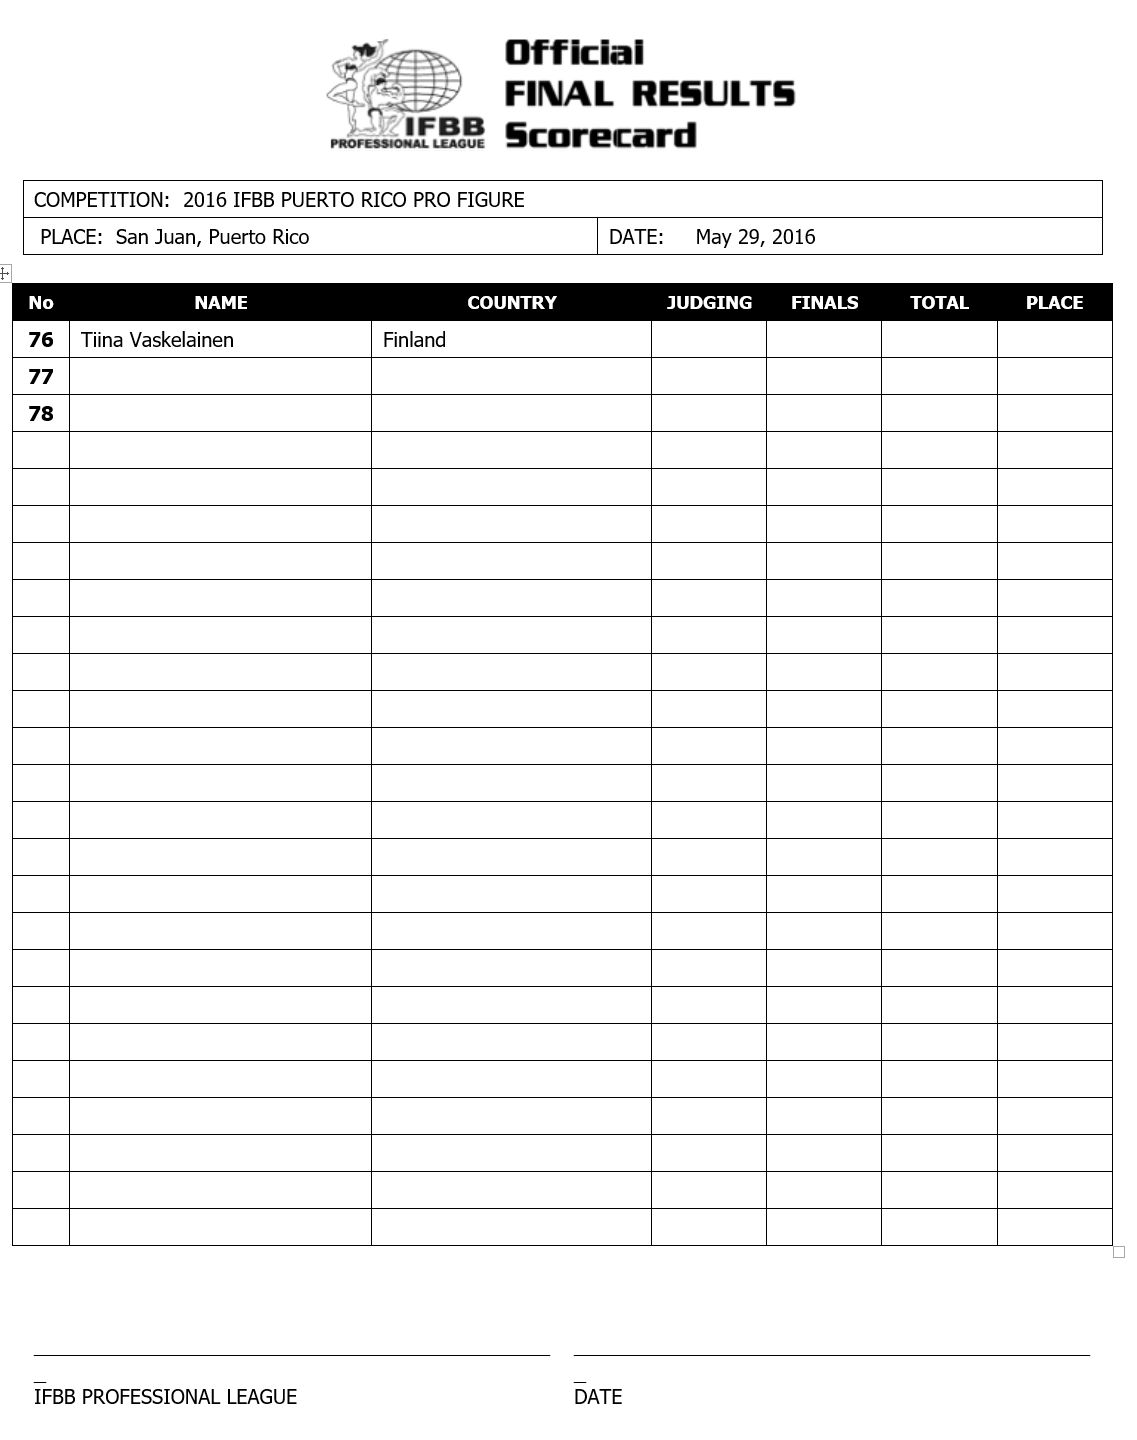 Official
FINAL RESULTS
Scorecard
IFBB
PROFESSIONAL LEAGUE
COMPETITION: 2016 IFBB PUERTO RICO PRO FIGURE
PLACE: San Juan, Puerto Rico DATE: May 29, 2016
No NAME COUNTRY JUDGING FINALS TOTAL PLACE
76 Tiina Vaskelainen Finland
77
78
IFBB PROFESSIONAL LEAGUE DATE